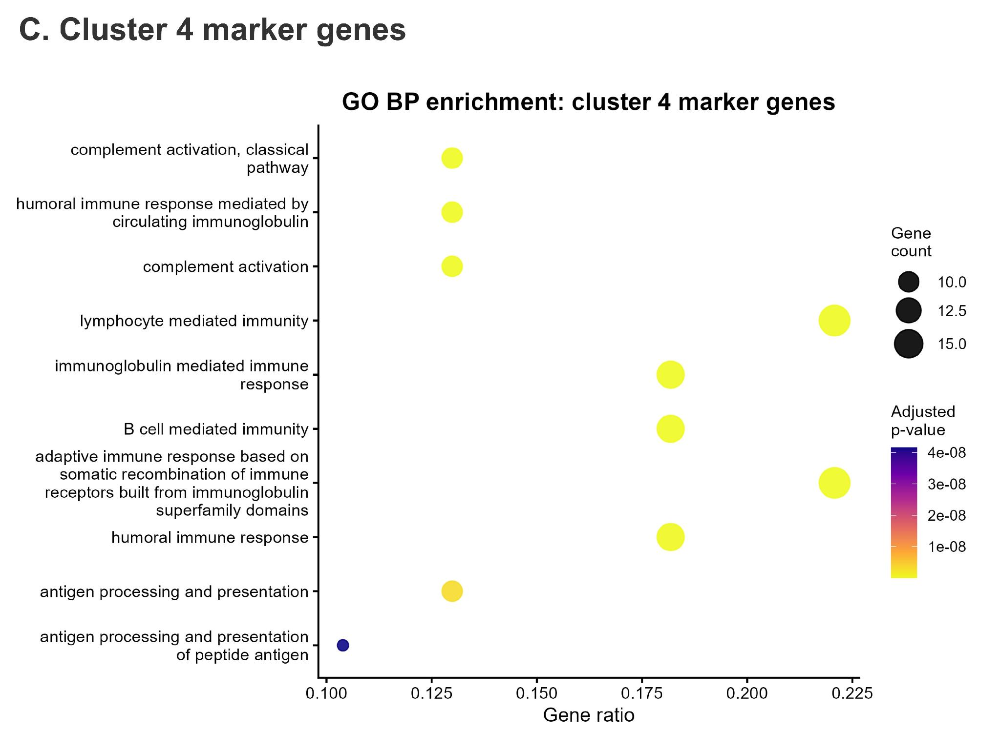 C. Cluster 4 marker genes
GO BP enrichment: cluster 4 marker genes
complement activation, classical
pathway
humoral immune response mediated by
circulating immunoglobulin
complement activation
lymphocyte mediated immunity
immunoglobulin mediated immune
response
B cell mediated immunity
adaptive immune response based on
somatic recombination of immune
receptors built from immunoglobulin
superfamily domains
humoral immune response
antigen processing and presentation
antigen processing and presentation
of peptide antigen
0.100 0.125 0.150 0.175 0.200 0.225
Gene ratio
Gene
count
10.0
12.5
15.0
Adjusted
p-value
4e-08
3e-08
2e-08
1e-08